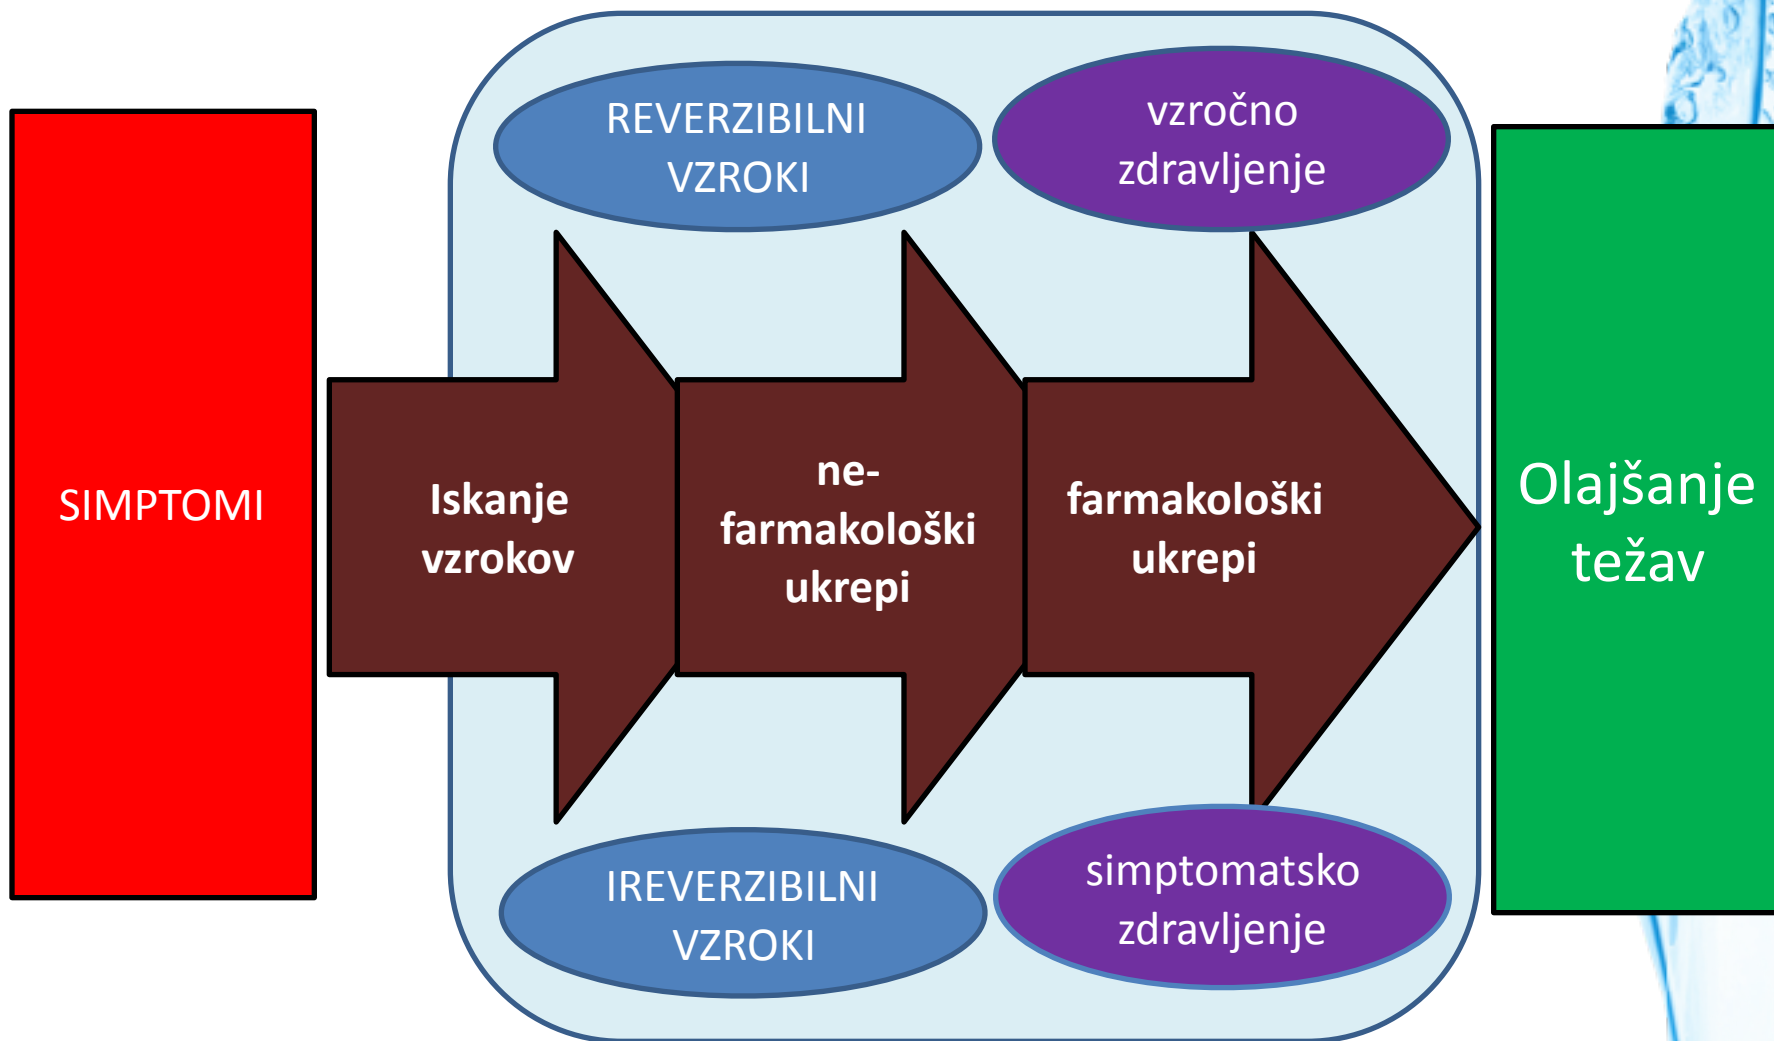 SIMPTOMI
REVERZIBILNI
VZROKI
vzročno
zdravljenje
Iskanje
vzrokov
ne-
farmakološki
ukrepi
farmakološki
ukrepi
IREVERZIBILNI
VZROKI
simptomatsko
zdravljenje
Olajšanje
težav